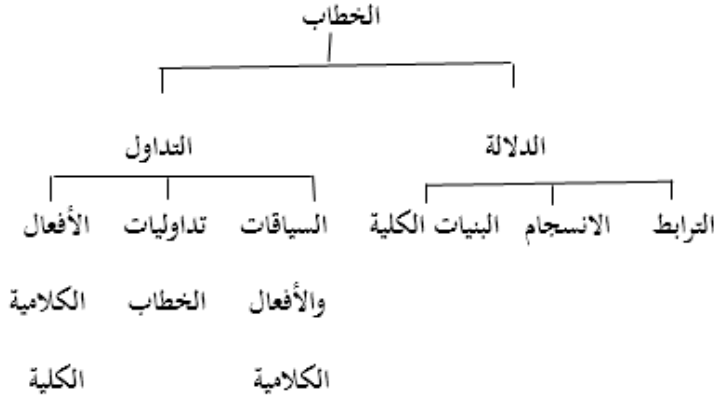 الخطاب
الدلالة التداول
الترابط الانسجام البنيات الكلية السياقات تداوليات الأفعال
والأفعال الخطاب الكلامية
الكلامية الكلية